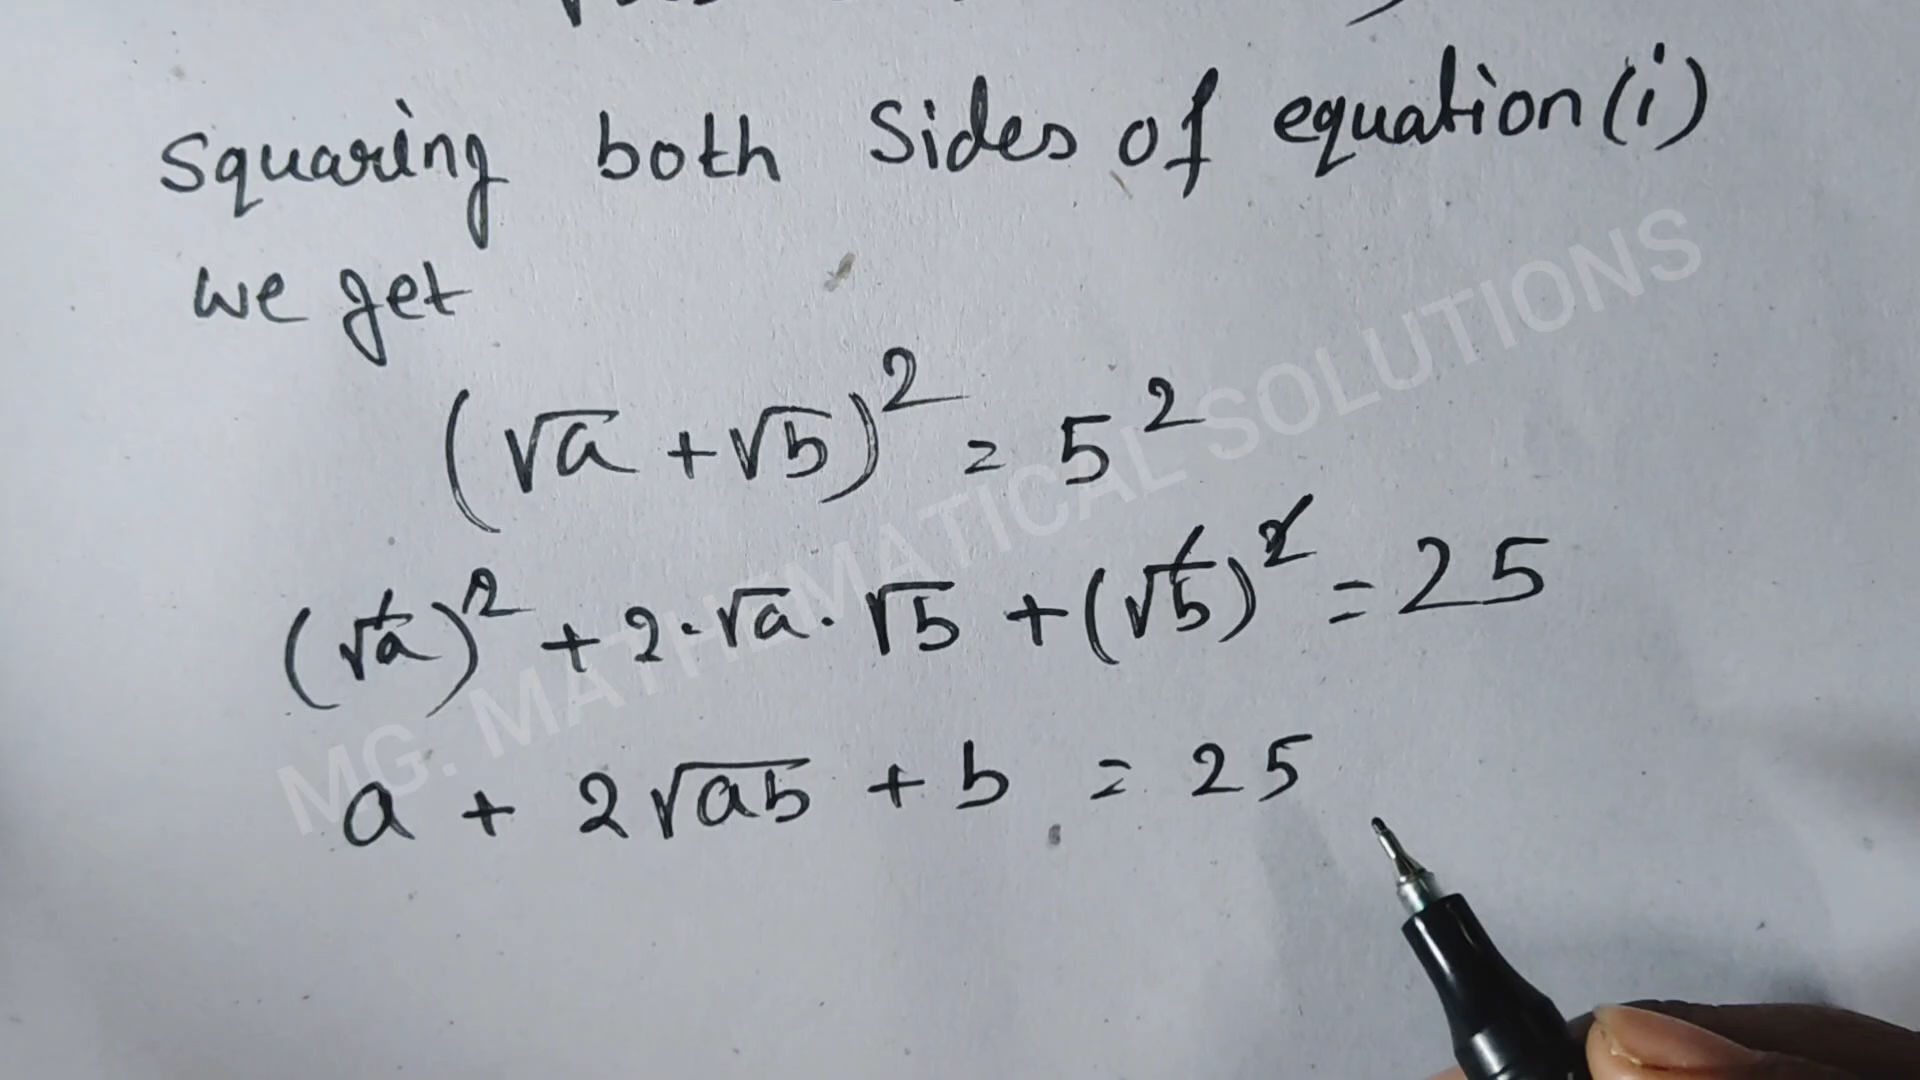 Squaring both sides of equation (i)
we get
(√a + √b)² = 5²
(√a)² + 2·√a·√b + (√b)² = 25
a + 2√ab + b = 25
MG. MATHEMATICAL SOLUTIONS